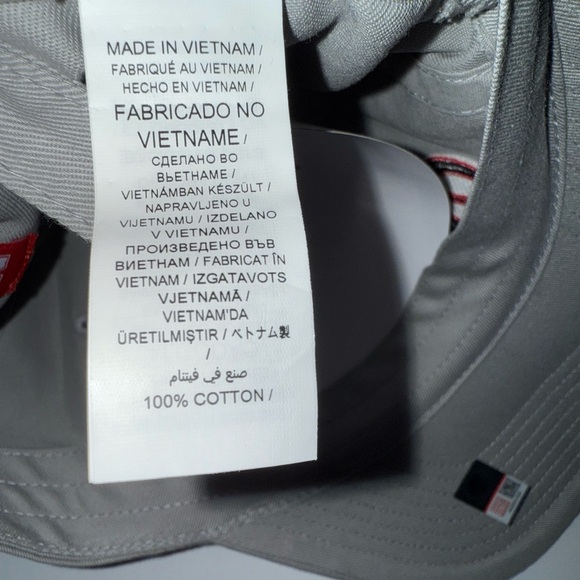 MADE IN VIETNAM /
FABRIQUÉ AU VIETNAM /
HECHO EN VIETNAM /
FABRICADO NO
VIETNAME /
СДЕЛАНО ВО
ВЬЕТНАМЕ /
VIETNÁMBAN KÉSZÜLT /
NAPRAVLJENO U
VIJETNAMU / IZDELANO
V VIETNAMU /
ПРОИЗВЕДЕНО ВЪВ
ВИЕТНАМ / FABRICAT ÎN
VIETNAM / IZGATAVOTS
VJETNAMĀ /
VIETNAM'DA
ÜRETILMIŞTIR / ベトナム製
/
صنع في فيتنام
100% COTTON /